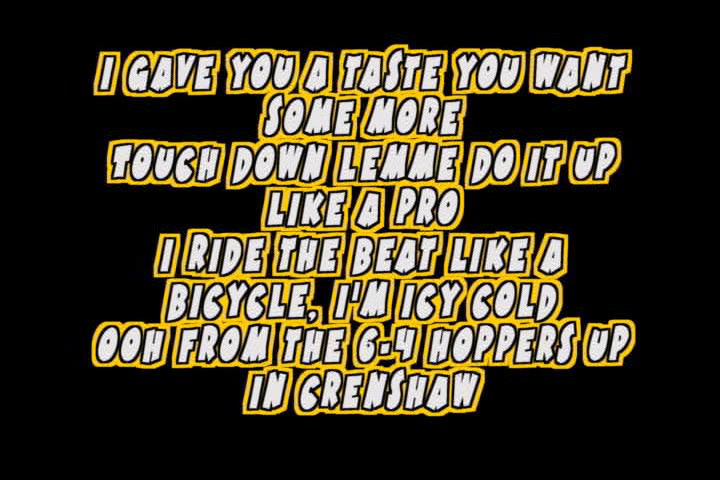 I GAVE YOU A TASTE YOU WANT
SOME MORE
TOUCH DOWN LEMME DO IT UP
LIKE A PRO
I RIDE THE BEAT LIKE A
BICYCLE, I'M ICY COLD
OOH FROM THE 6-4 HOPPERS UP
IN CRENSHAW